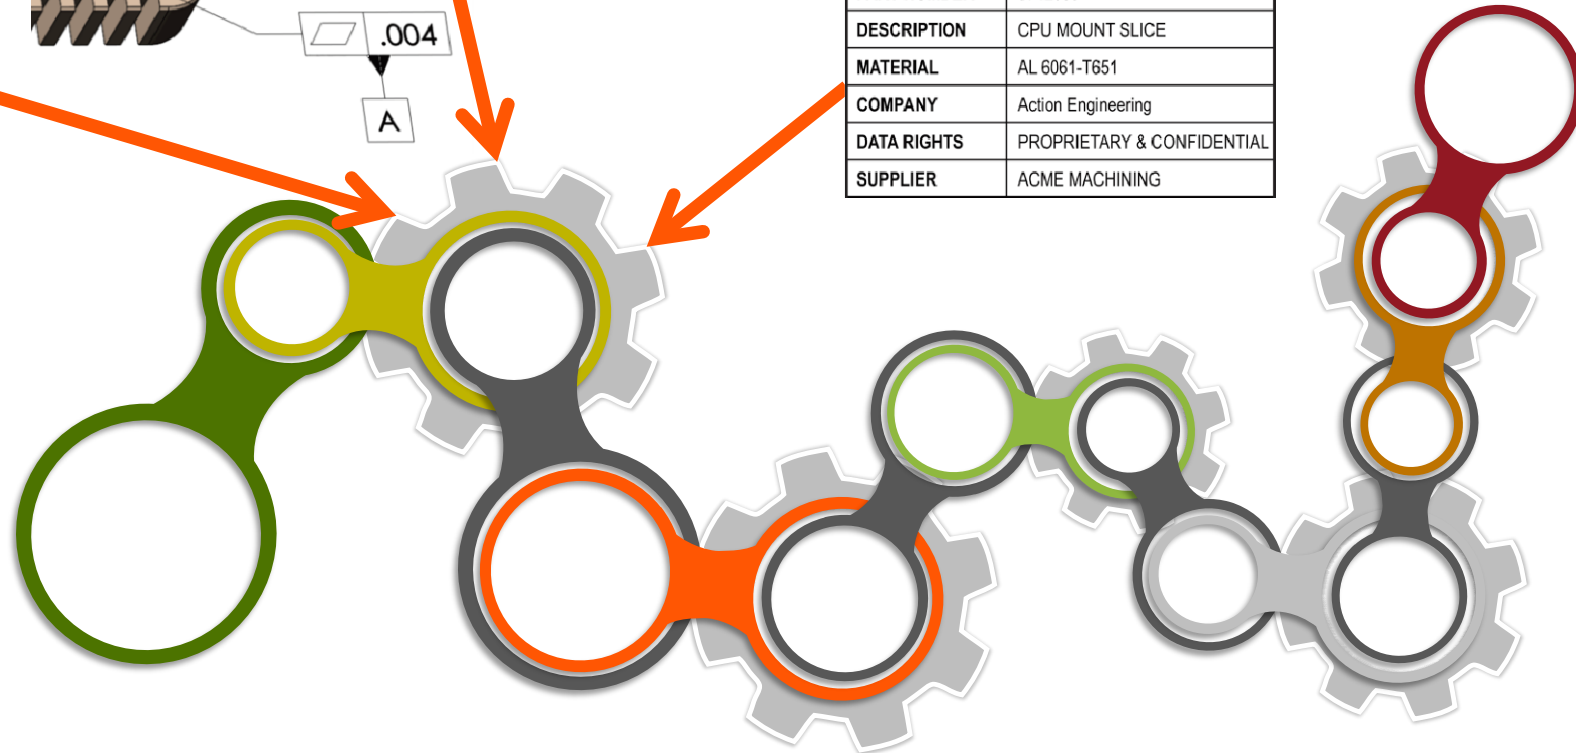 .004
A
DESCRIPTION CPU MOUNT SLICE
MATERIAL AL 6061-T651
COMPANY Action Engineering
DATA RIGHTS PROPRIETARY & CONFIDENTIAL
SUPPLIER ACME MACHINING